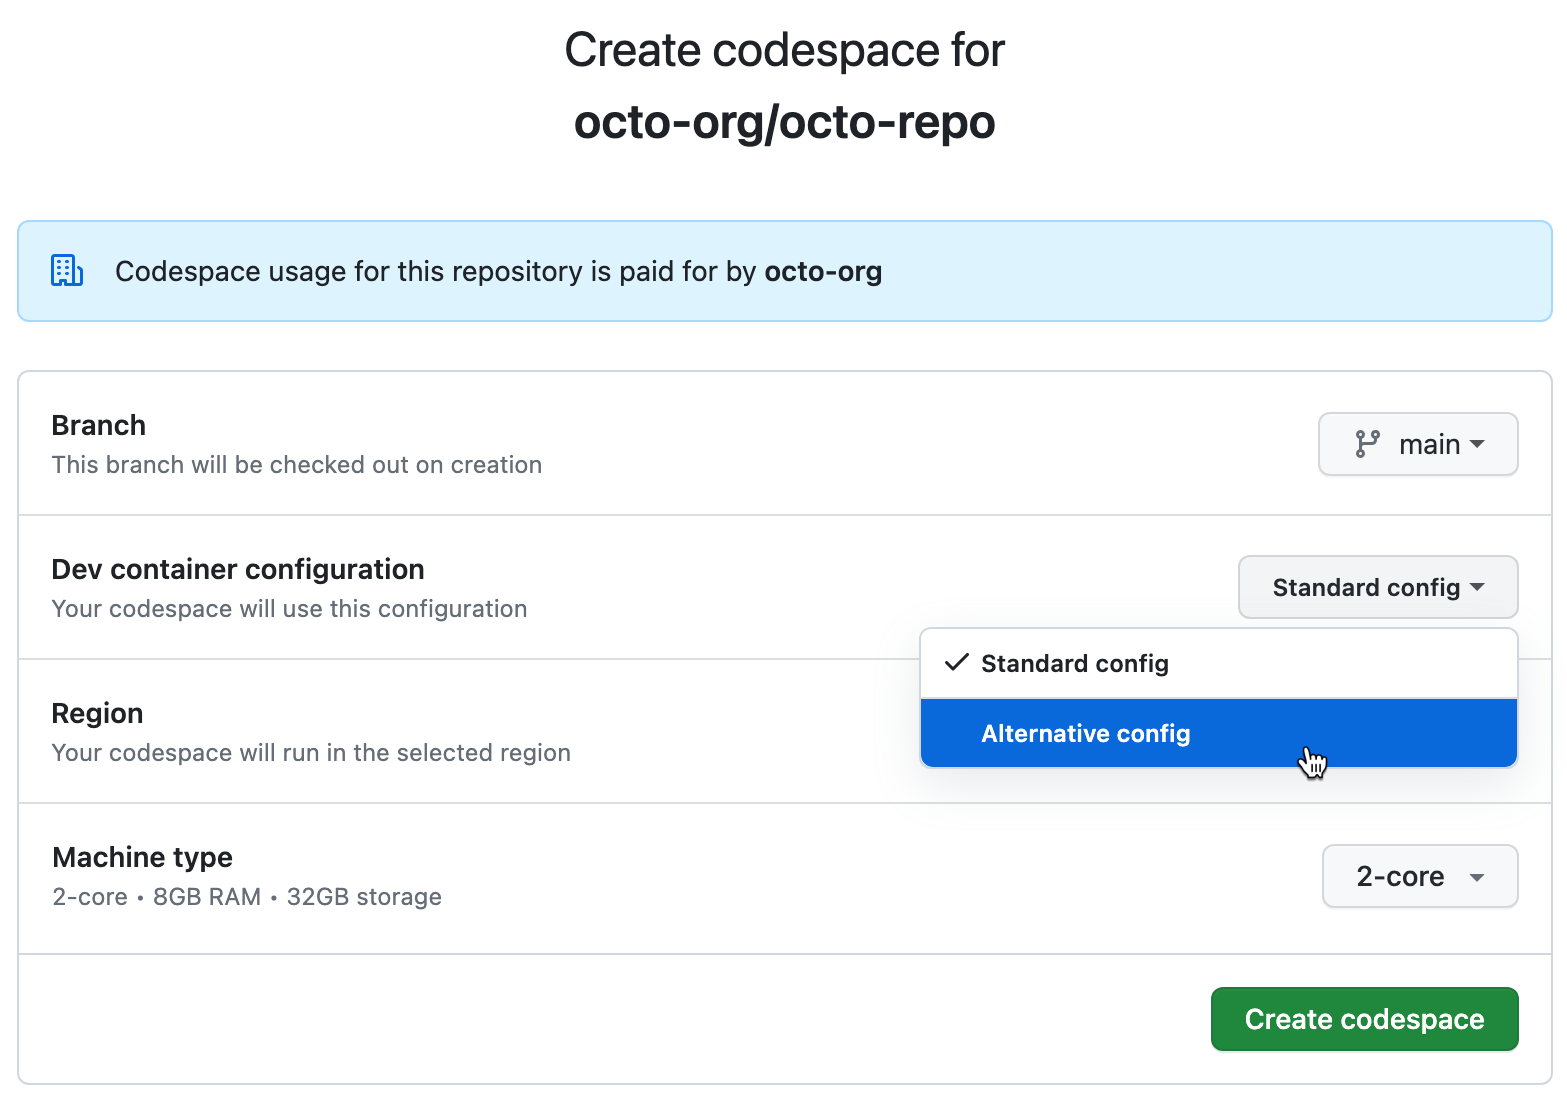 Create codespace for
octo-org/octo-repo
Codespace usage for this repository is paid for by octo-org
Branch
This branch will be checked out on creation
main
Dev container configuration
Your codespace will use this configuration
Standard config
Standard config
Alternative config
Region
Your codespace will run in the selected region
Machine type
2-core • 8GB RAM • 32GB storage
2-core
Create codespace